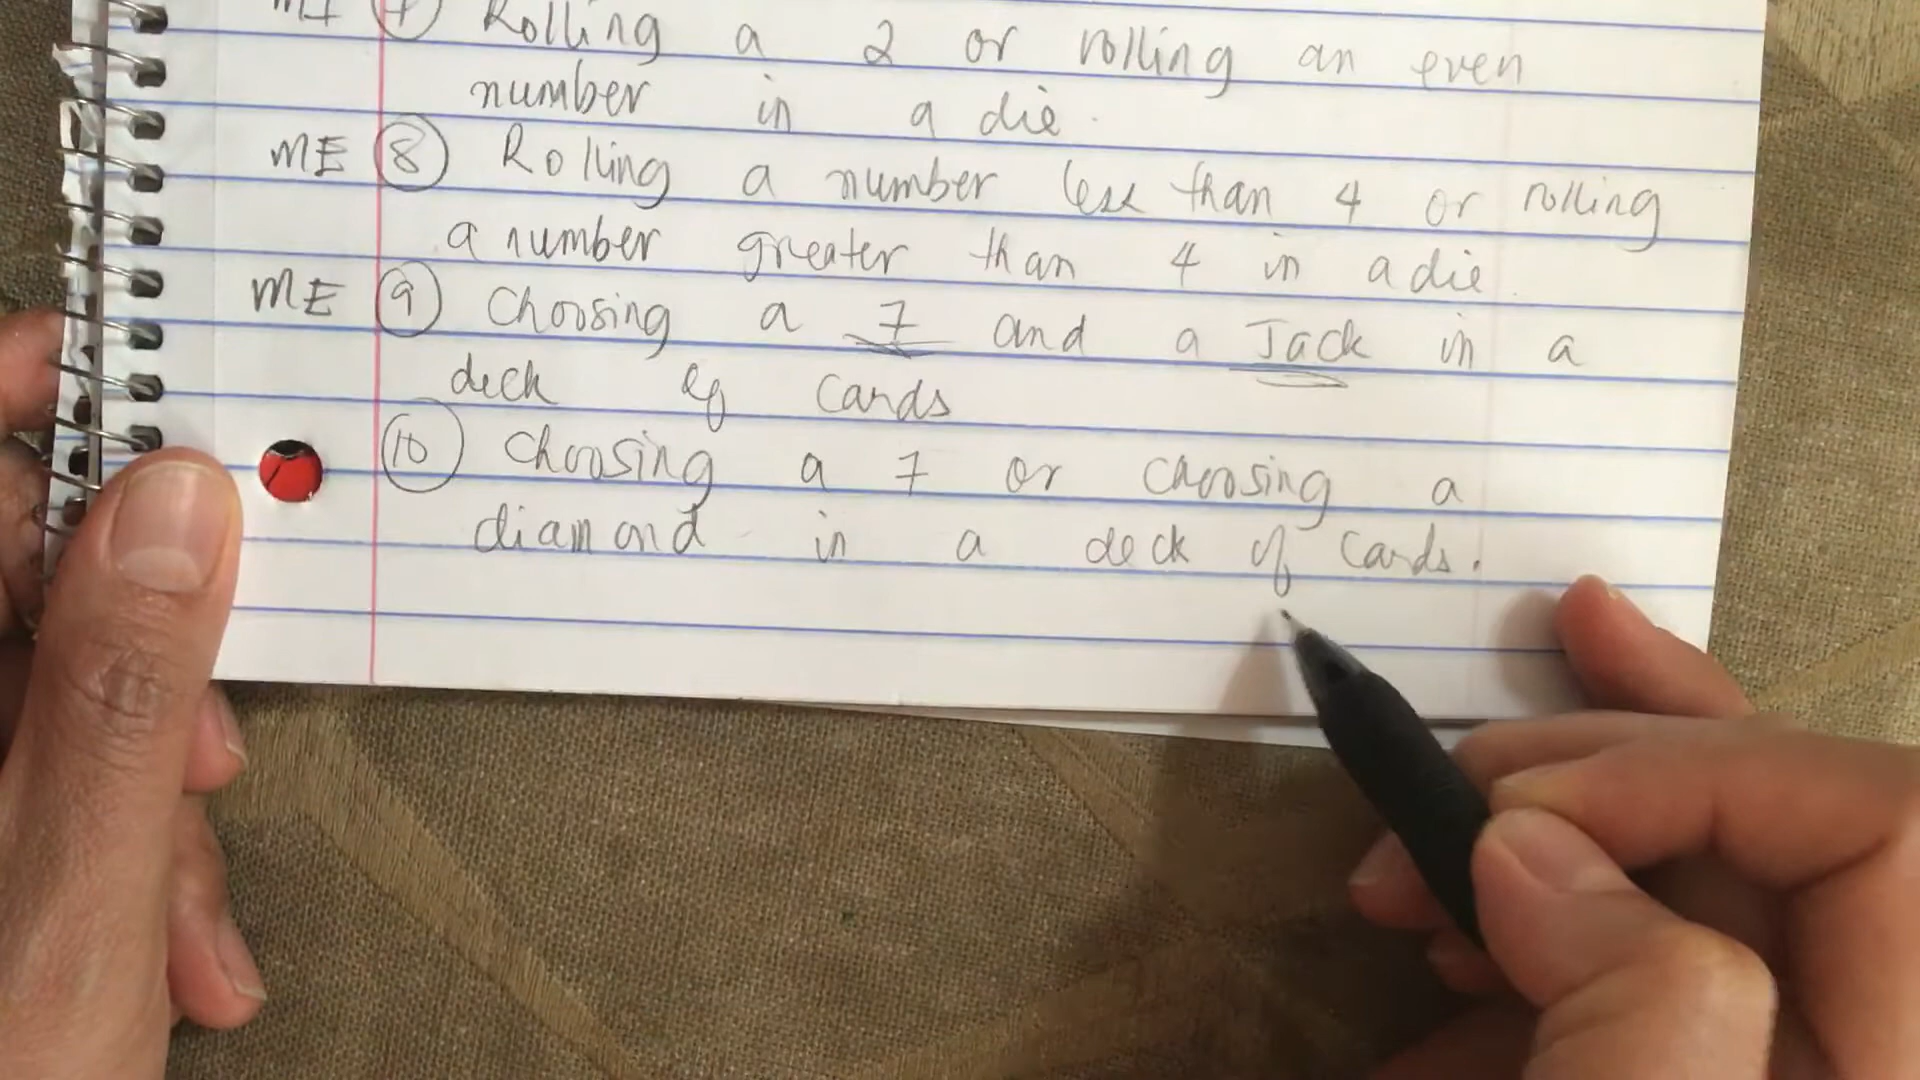 7 Rolling a 2 or rolling an even
number in a die.
ME 8 Rolling a number less than 4 or rolling
a number greater than 4 in a die.
ME 9 Choosing a 7 and a Jack in a
deck of cards
10 Choosing a 7 or choosing a
diamond in a deck of cards.